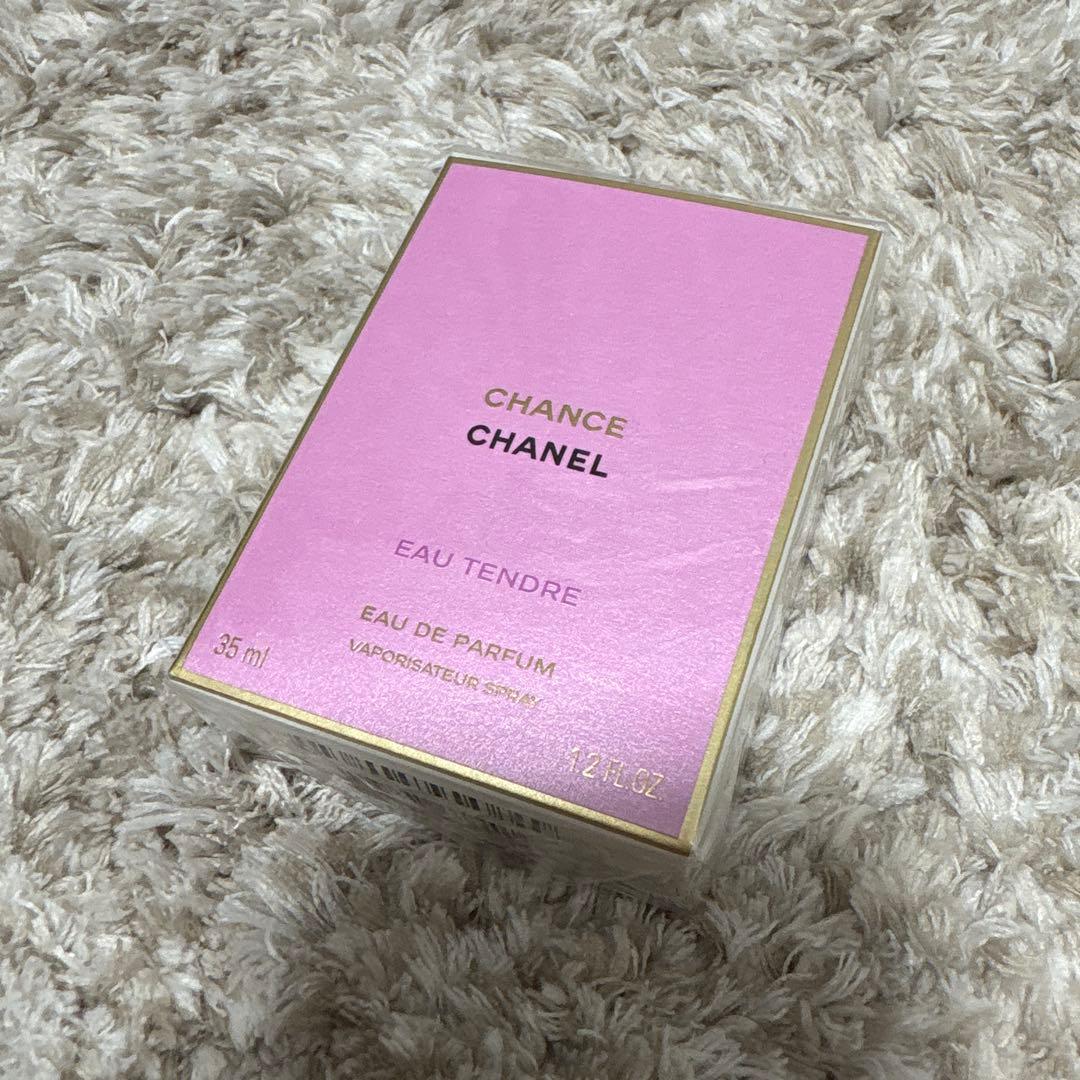 CHANCE
CHANEL
EAU TENDRE
EAU DE PARFUM
VAPORISATEUR SPRAY
35 ml
1.2 FL.OZ.